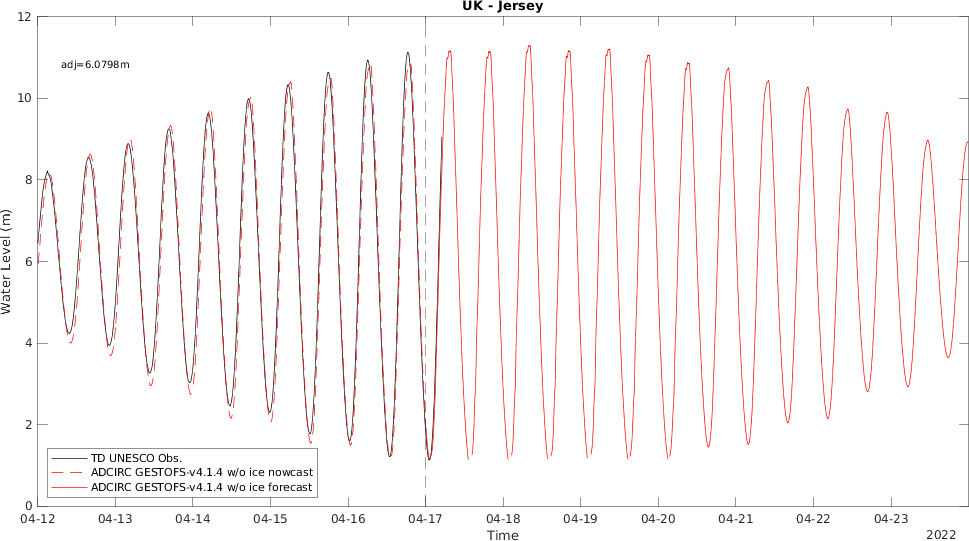 UK - Jersey
12
adj=6.0798m
10
8
6
4
2
0
Water Level (m)
TD UNESCO Obs.
ADCIRC GESTOFS-v4.1.4 w/o ice nowcast
ADCIRC GESTOFS-v4.1.4 w/o ice forecast
04-12 04-13 04-14 04-15 04-16 04-17 04-18 04-19 04-20 04-21 04-22 04-23
Time
2022